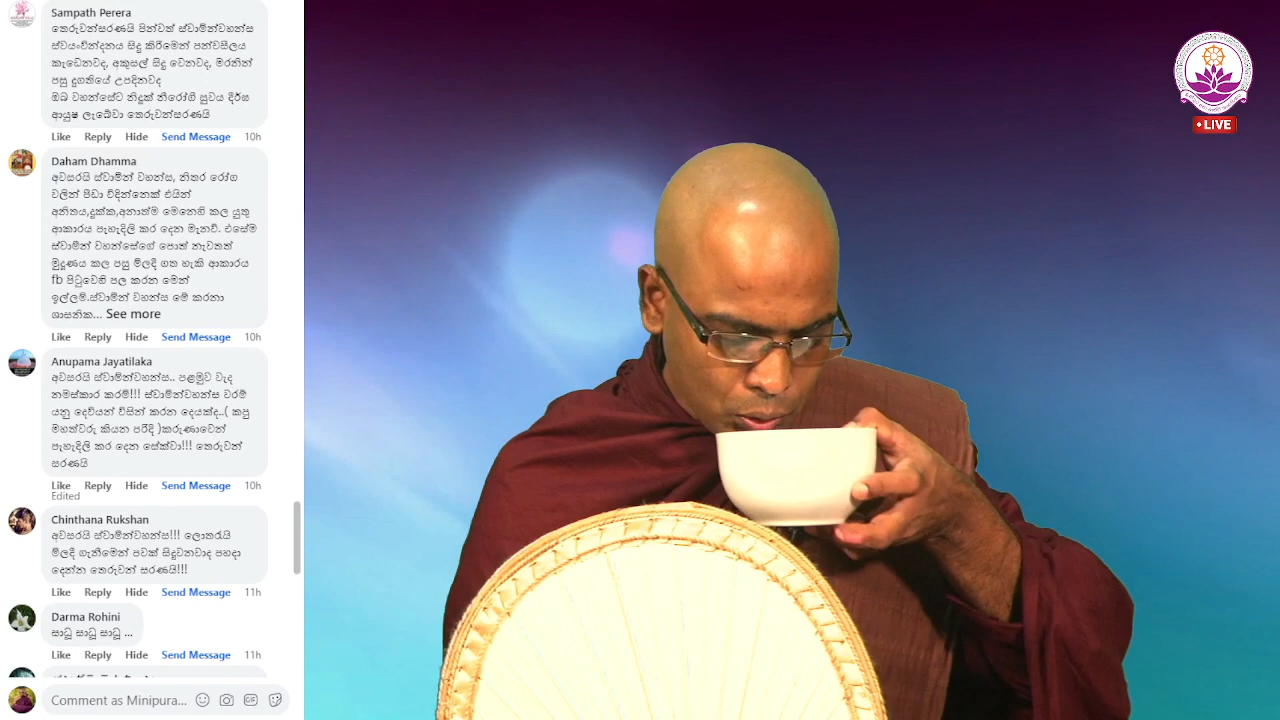 Sampath Perera
තෙරුවන්සරණයි පින්වත් ස්වාමින්වහන්ස
ස්වයංවින්දනය සිදු කිරීමෙන් පන්චසීලය
කැඩෙනවද, අකුසල් සිදු වෙනවද, මරනින්
පසු දුගතියේ උපදිනවද
ඔබ වහන්සේට නිදුක් නිරෝගි සුවය දීර්ඝ
ආයුෂ ලැබේවා තෙරුවන්සරණයි
Like Reply Hide Send Message 10h
Daham Dhamma
අවසරයි ස්වාමීන් වහන්ස, නිතර රෝග
වලින් පීඩා විඳින්නෙක් එයින්
අනිත්‍ය,දුක්ඛ,අනාත්ම මෙනෙහි කල යුතු
ආකාරය පැහැදිලි කර දෙන මැනවි. එසේම
ස්වාමීන් වහන්සේගේ පොත් නැවතත්
මුද්‍රණය කල පසු මිලදී ගත හැකි ආකාරය
fb පිටුවෙහි පල කරන මෙන්
ඉල්ලමි.ස්වාමීන් වහන්ස මේ කරනා
ශාසනික... See more
Like Reply Hide Send Message 10h
Anupama Jayatilaka
අවසරයි ස්වාමින්වහන්ස.. පළමුව වැඳ
නමස්කාර කරමි!!! ස්වාමින්වහන්ස වරම්
යනු දෙවියන් විසින් කරන දෙයක්ද..( කපු
මහත්වරු කියන පරිදි )කරුණාවෙන්
පැහැදිලි කර දෙන සේක්වා!!! තෙරුවන්
සරණයි
Like Reply Hide Send Message 10h
Edited
Chinthana Rukshan
අවසරයි ස්වාමින්වහන්ස!!! ලොතරැයි
මිලදී ගැනීමෙන් පවක් සිදුවනවාද පහදා
දෙන්න තෙරුවන් සරණයි!!!
Like Reply Hide Send Message 11h
Darma Rohini
සාධූ සාධූ සාධූ ...
Like Reply Hide Send Message 11h
Comment as Minipura...
GIF
LIVE